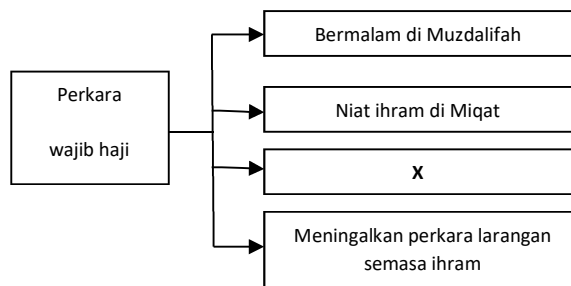 Perkara
wajib haji
Bermalam di Muzdalifah
Niat ihram di Miqat
X
Meningalkan perkara larangan
semasa ihram